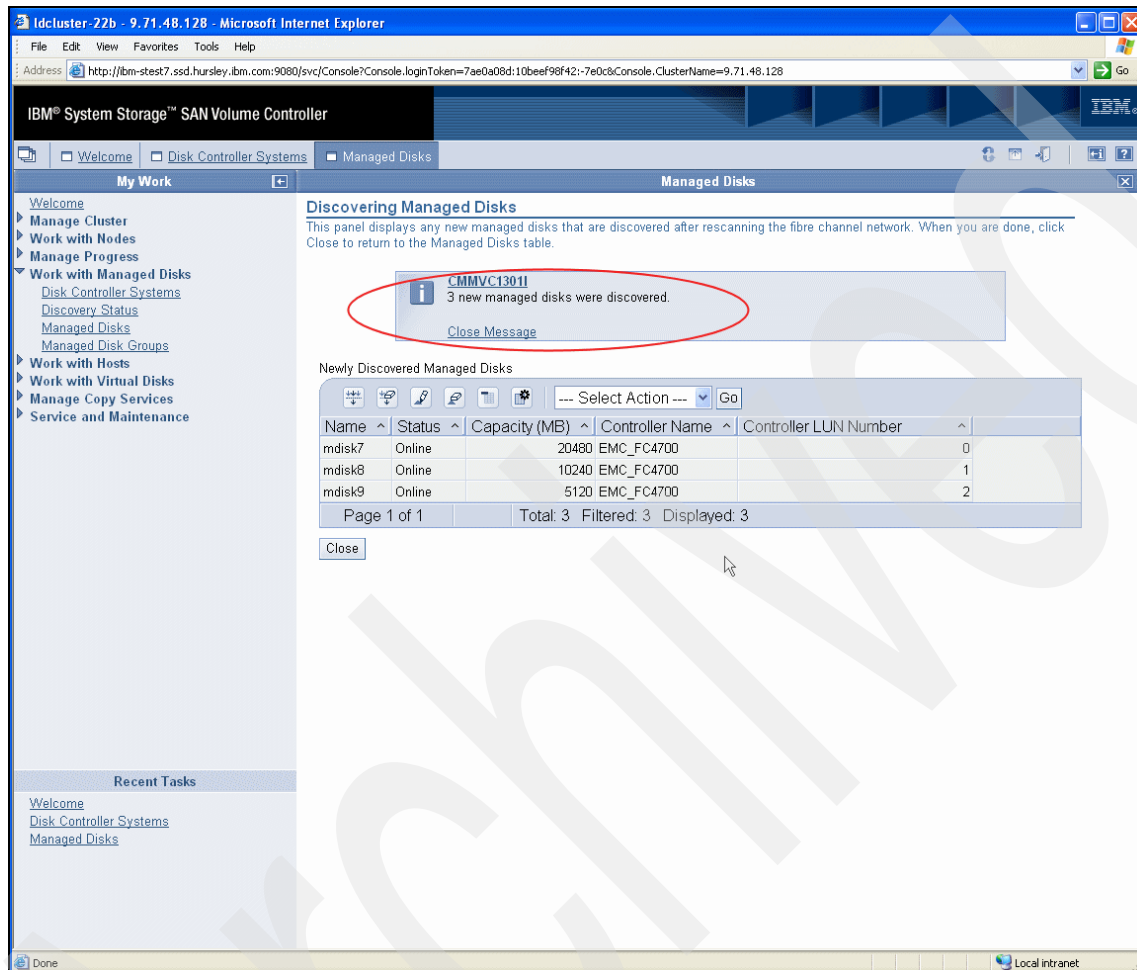 ldcluster-22b - 9.71.48.128 - Microsoft Internet Explorer
File Edit View Favorites Tools Help
Address http://ibm-stest7.ssd.hursley.ibm.com:9080/svc/Console?Console.loginToken=7ae0a08d:10beef98f42:-7e0c&Console.ClusterName=9.71.48.128 Go
IBM® System Storage™ SAN Volume Controller IBM®
Welcome Disk Controller Systems Managed Disks
My Work Managed Disks
Welcome
Manage Cluster
Work with Nodes
Manage Progress
Work with Managed Disks
Disk Controller Systems
Discovery Status
Managed Disks
Managed Disk Groups
Work with Hosts
Work with Virtual Disks
Manage Copy Services
Service and Maintenance
Recent Tasks
Welcome
Disk Controller Systems
Managed Disks
Discovering Managed Disks
This panel displays any new managed disks that are discovered after rescanning the fibre channel network. When you are done, click
Close to return to the Managed Disks table.
CMMVC1301I
3 new managed disks were discovered.
Close Message
Newly Discovered Managed Disks
--- Select Action --- Go
Name Status Capacity (MB) Controller Name Controller LUN Number
mdisk7 Online 20480 EMC_FC4700 0
mdisk8 Online 10240 EMC_FC4700 1
mdisk9 Online 5120 EMC_FC4700 2
Page 1 of 1 Total: 3 Filtered: 3 Displayed: 3
Close
Done Local intranet